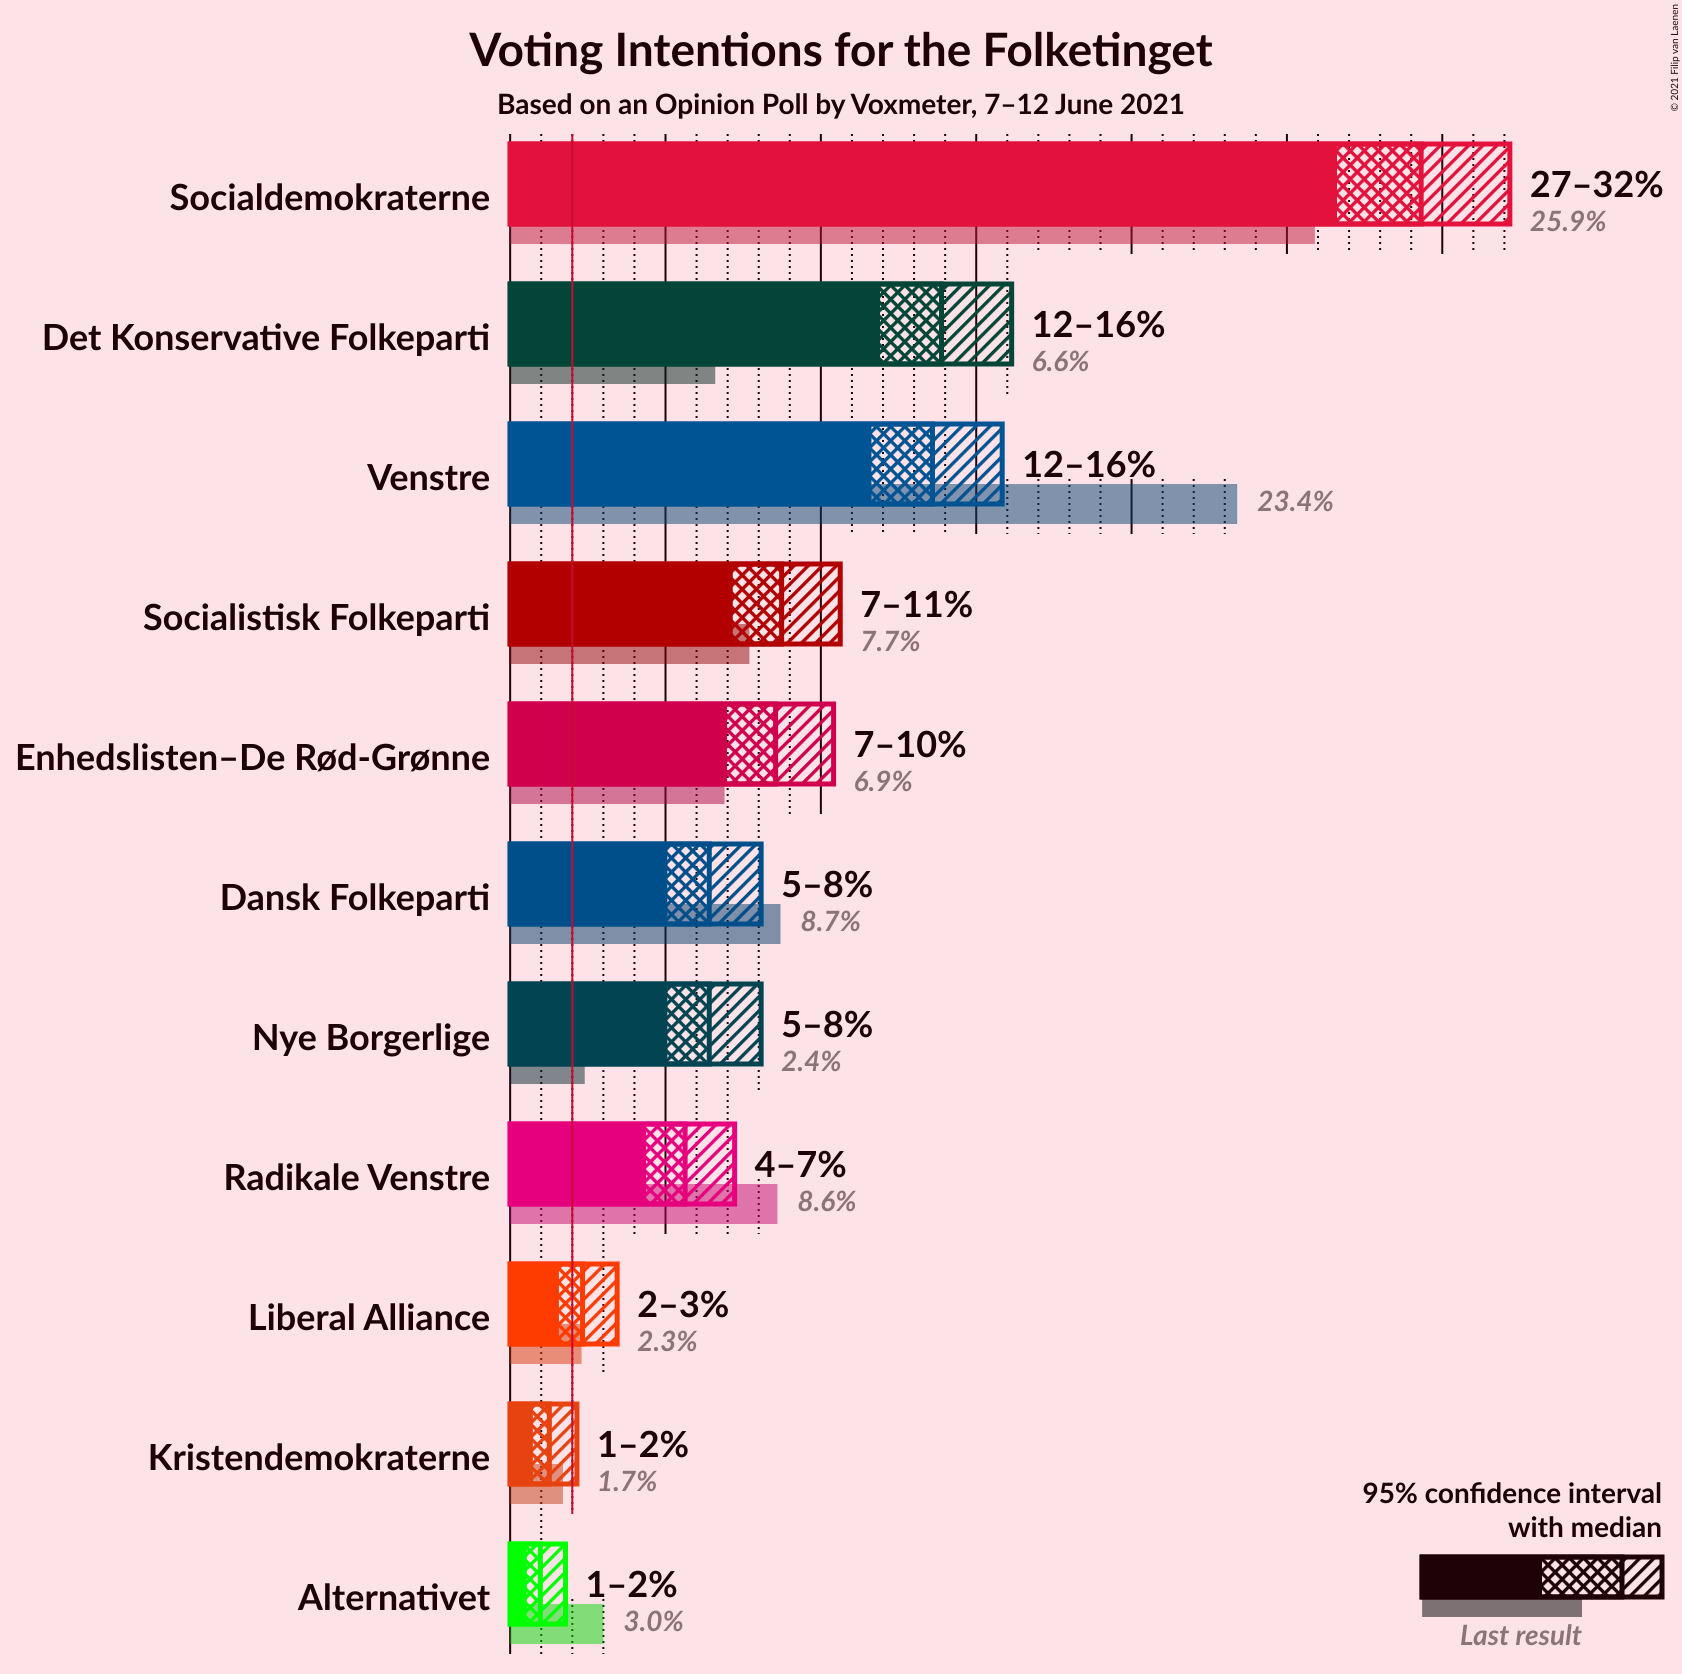 Voting Intentions for the Folketinget
Based on an Opinion Poll by Voxmeter, 7–12 June 2021
© 2021 Filip van Laenen
Socialdemokraterne
27–32%
25.9%
Det Konservative Folkeparti
12–16%
6.6%
Venstre
12–16%
23.4%
Socialistisk Folkeparti
7–11%
7.7%
Enhedslisten–De Rød-Grønne
7–10%
6.9%
Dansk Folkeparti
5–8%
8.7%
Nye Borgerlige
5–8%
2.4%
Radikale Venstre
4–7%
8.6%
Liberal Alliance
2–3%
2.3%
Kristendemokraterne
1–2%
1.7%
Alternativet
1–2%
3.0%
95% confidence interval
with median
Last result